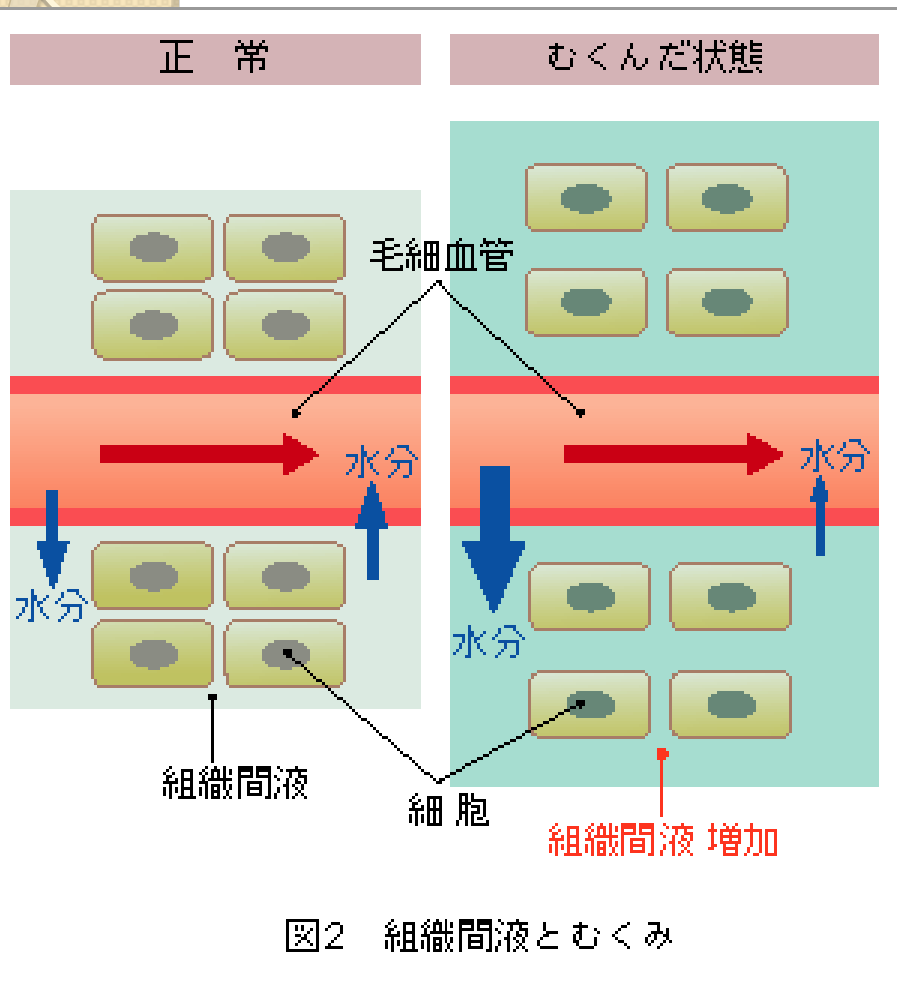 正 常
むくんだ状態
毛細血管
水分
水分
水分
水分
組織間液
細胞
組織間液 増加
図2 組織間液とむくみ